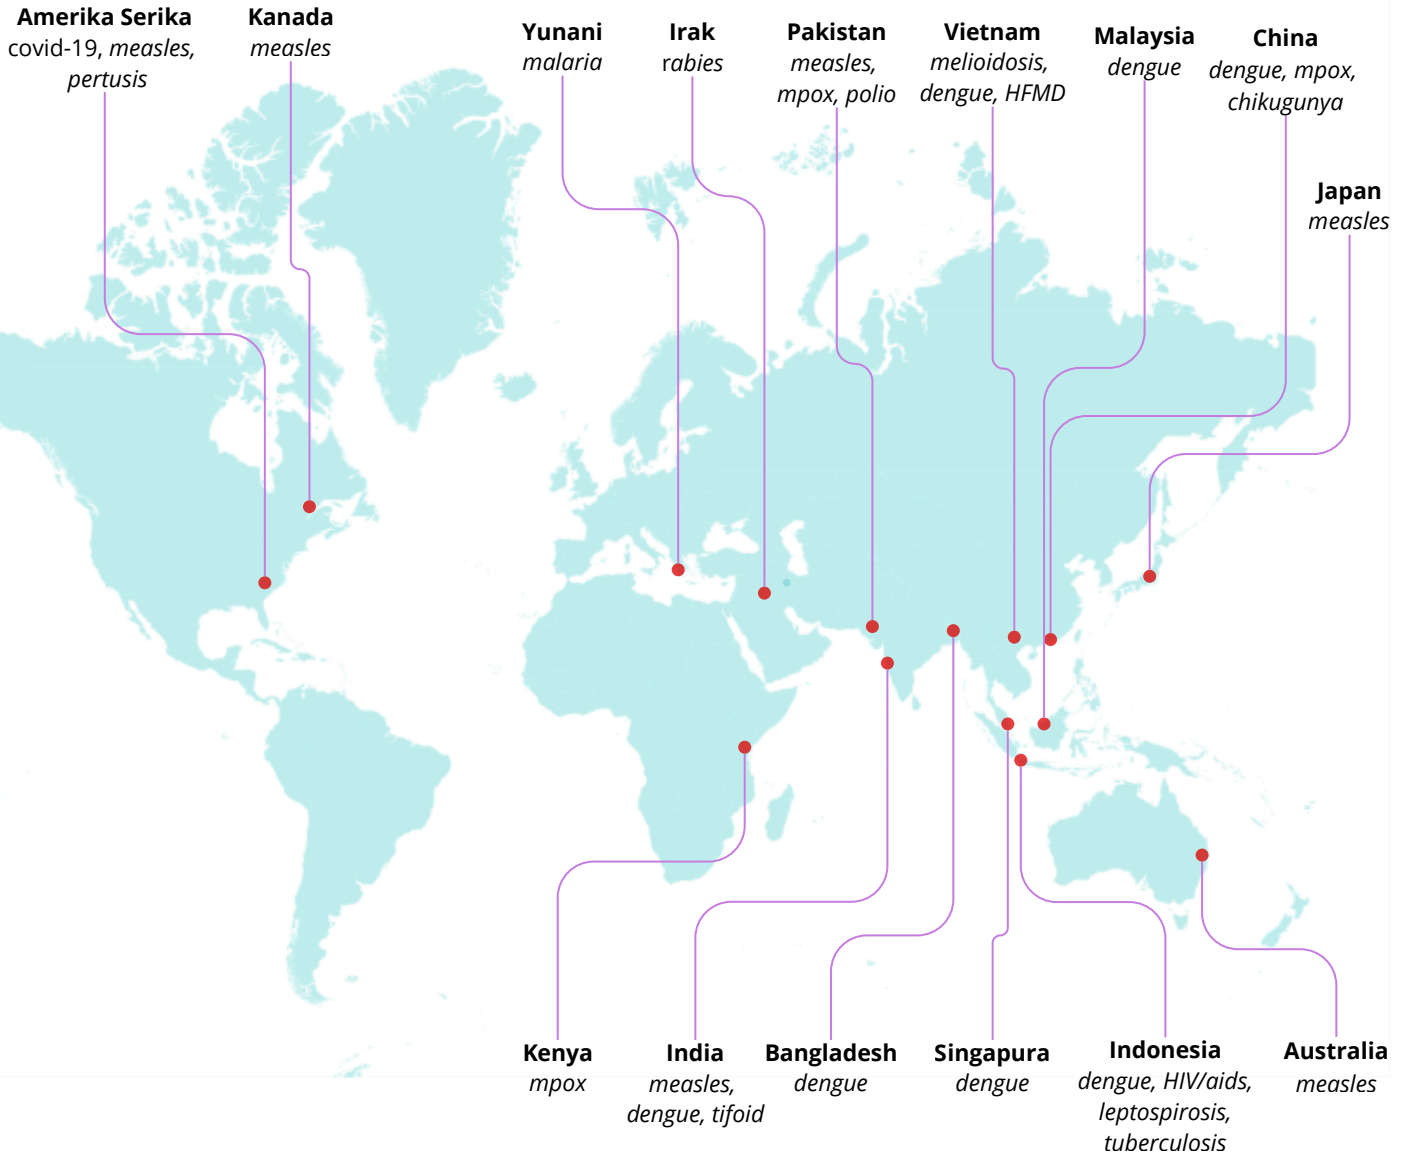 Amerika Serika
covid-19, measles,
pertusis
Kanada
measles
Yunani
malaria
Irak
rabies
Pakistan
measles,
mpox, polio
Vietnam
melioidosis,
dengue, HFMD
Malaysia
dengue
China
dengue, mpox,
chikugunya
Japan
measles
Kenya
mpox
India
measles,
dengue, tifoid
Bangladesh
dengue
Singapura
dengue
Indonesia
dengue, HIV/aids,
leptospirosis,
tuberculosis
Australia
measles